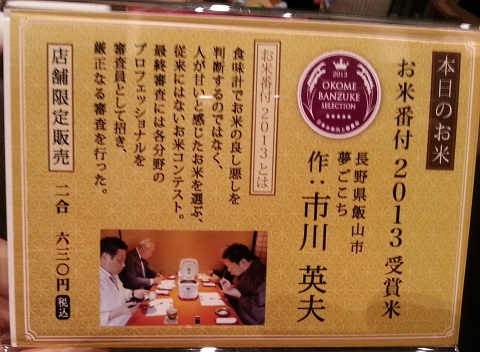 本日のお米
お米番付 2013 受賞米
2013
OKOME
BANZUKE
SELECTION
長野県飯山市
夢ごこち
作：市川 英夫
お米番付2013とは
食味計でお米の良し悪しを
判断するのではなく、
人が甘いと感じたお米を選ぶ、
従来にはないお米コンテスト。
最終審査には各分野の
プロフェッショナルを
審査員として招き、
厳正なる審査を行った。
店舗限定販売 二合 六三〇円 税込